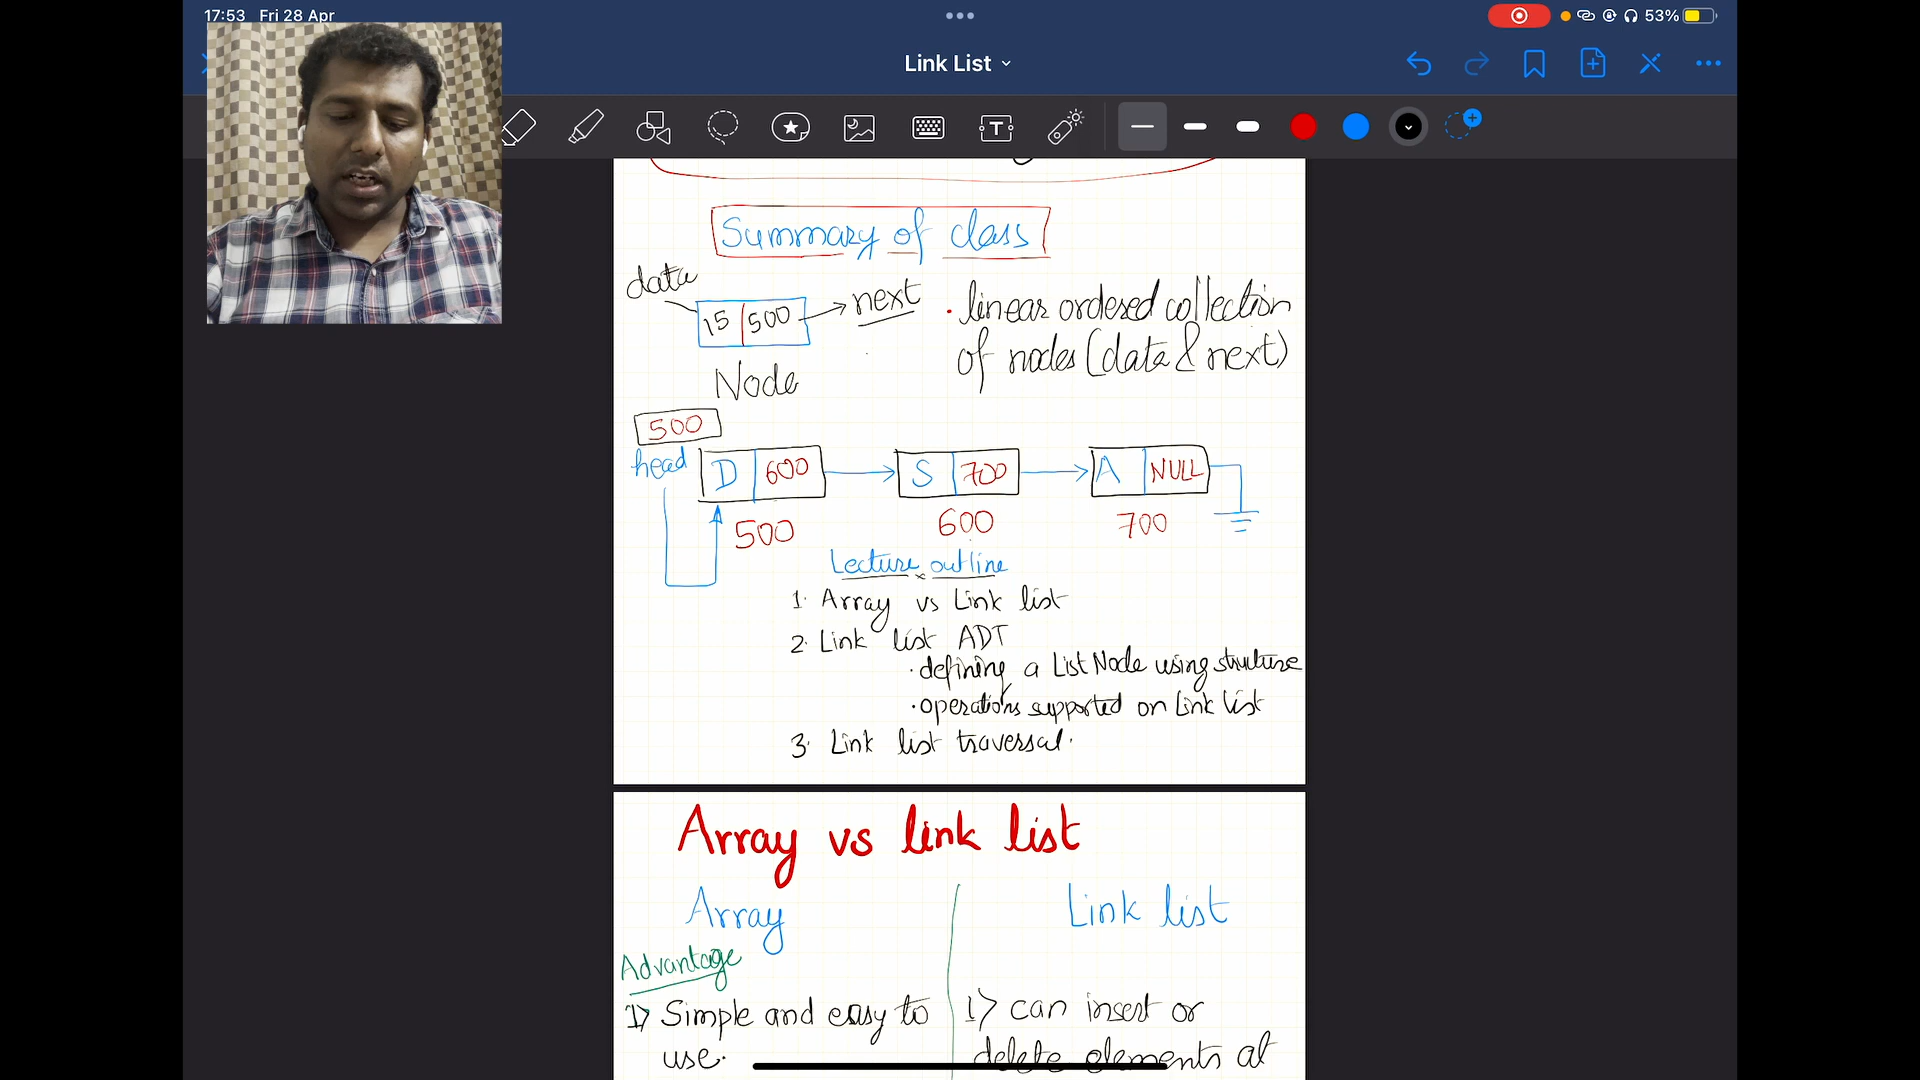 17:53 Fri 28 Apr
53%
Link List
T
Summary of class
data
15 500
next
Node
• linear ordered collection
of nodes (data & next)
500
head
D 600
S 700
A NULL
500
600
700
Lecture outline
1. Array vs Link list
2. Link list ADT
• defining a List Node using structure
• operations supported on Link list
3. Link list traversal.
Array vs link list
Array
Link list
Advantage
1) Simple and easy to
use.
1) can insert or
delete elements at